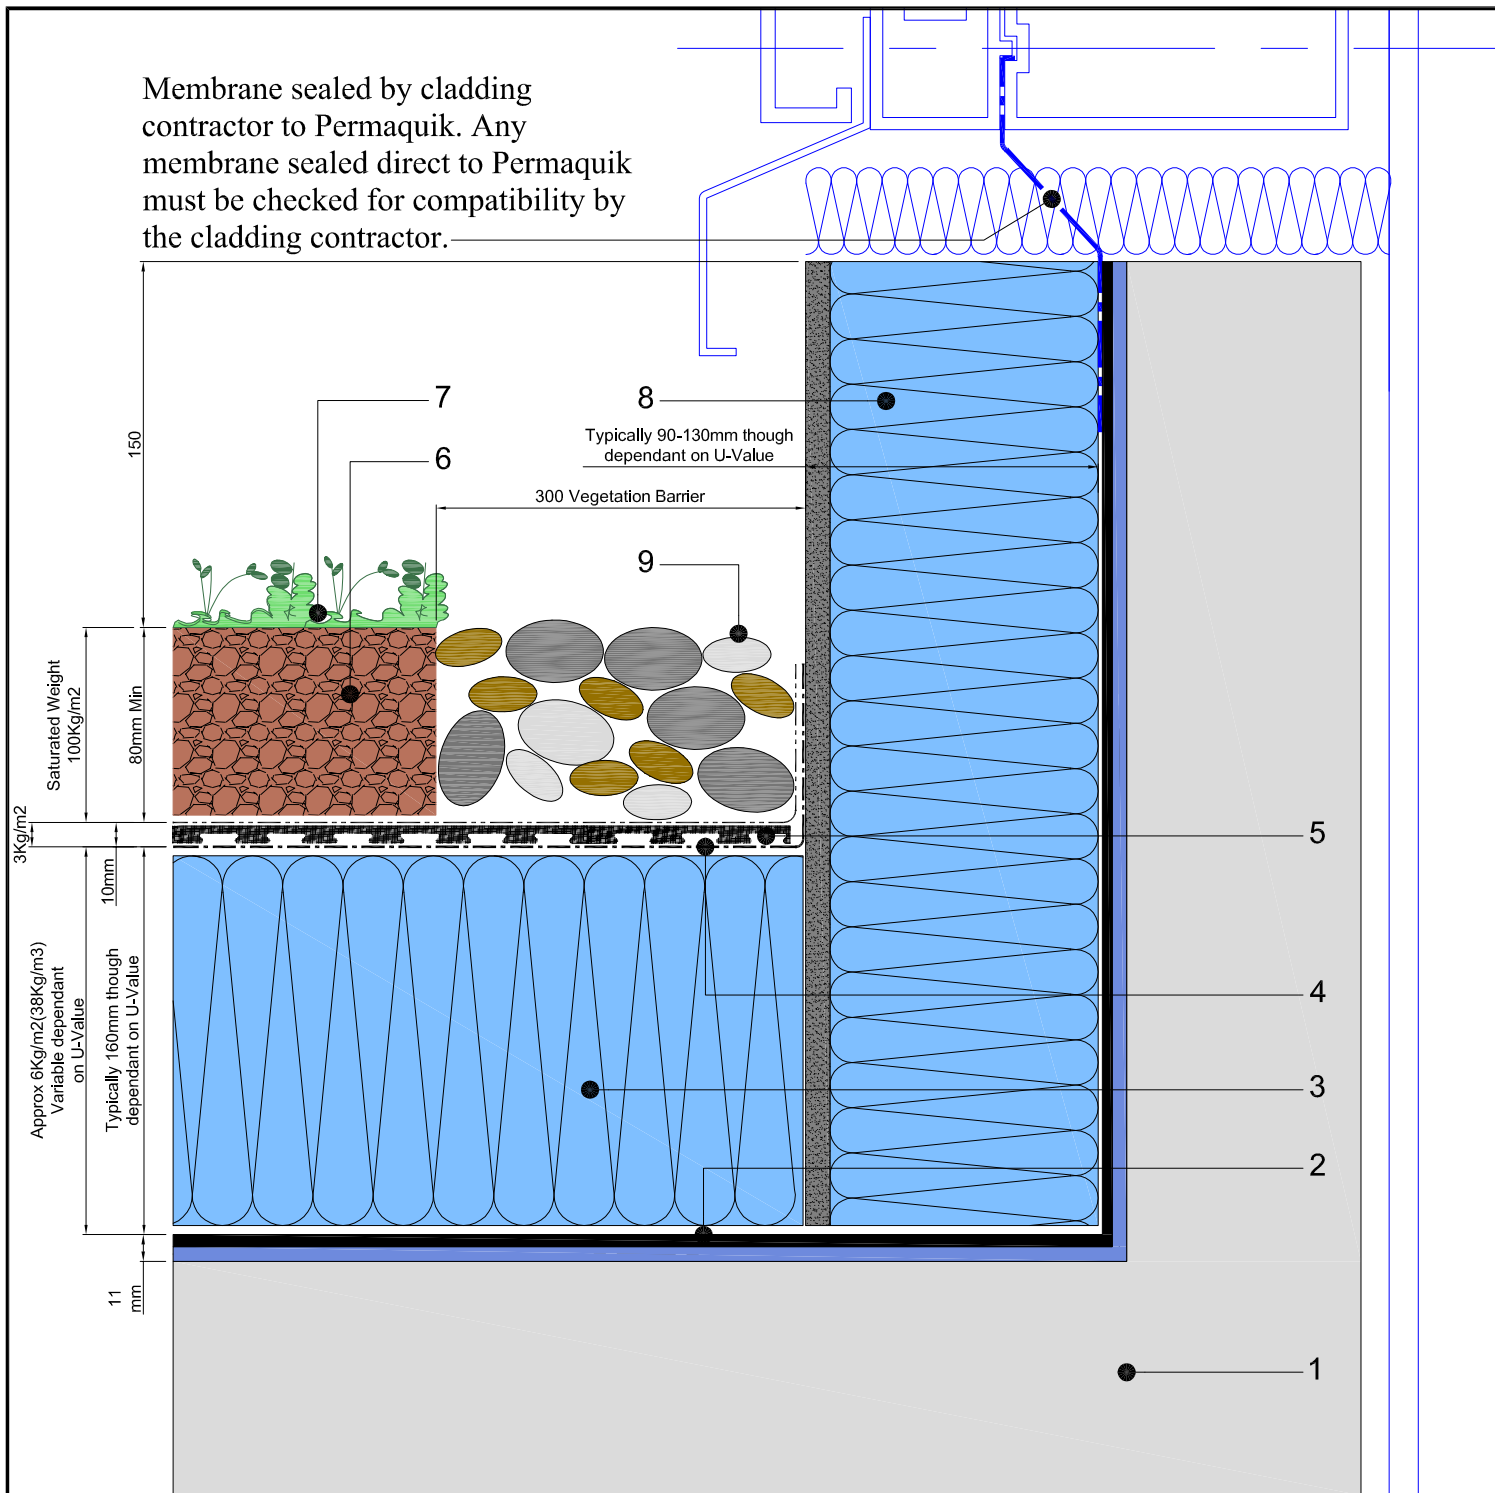 Membrane sealed by cladding
contractor to Permaquik. Any
membrane sealed direct to Permaquik
must be checked for compatibility by
the cladding contractor.
7
8
150
Typically 90-130mm though
dependant on U-Value
6
300 Vegetation Barrier
9
Saturated Weight
100Kg/m2
80mm Min
3Kg/m2
5
10mm
Approx 6Kg/m2(38Kg/m3)
Variable dependant
on U-Value
Typically 160mm though
dependant on U-Value
4
3
2
11
mm
1